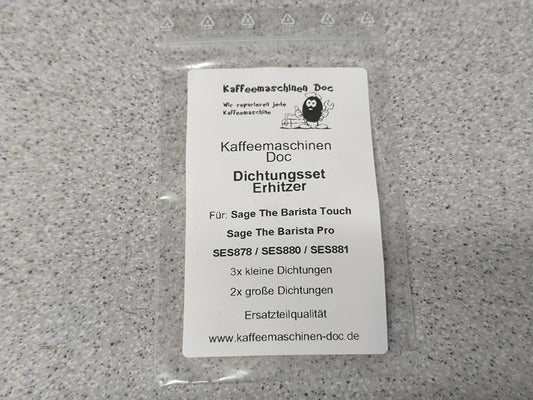 Kaffeemaschinen Doc
Wir reparieren jede
Kaffeemaschine
Kaffeemaschinen
Doc
Dichtungsset
Erhitzer
Für: Sage The Barista Touch
Sage The Barista Pro
SES878 / SES880 / SES881
3x kleine Dichtungen
2x große Dichtungen
Ersatzteilqualität
www.kaffeemaschinen-doc.de